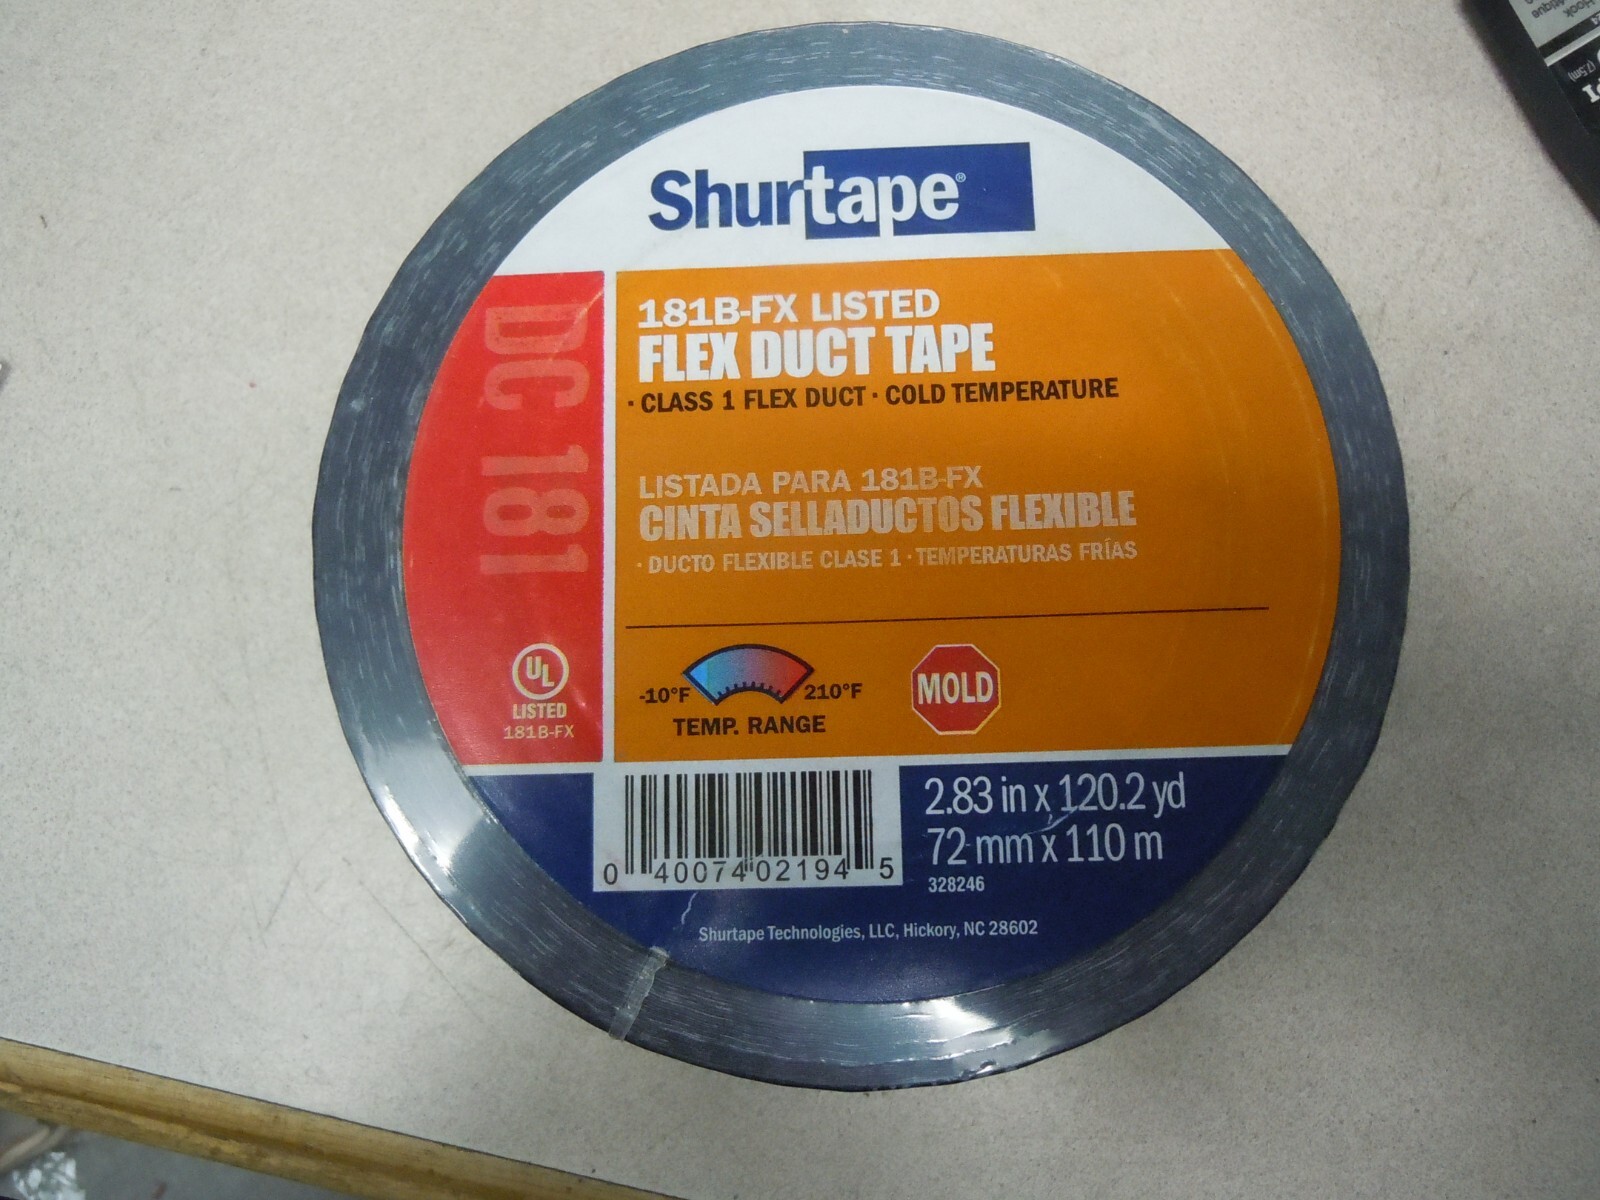 Shurtape®
181B-FX LISTED
FLEX DUCT TAPE
· CLASS 1 FLEX DUCT · COLD TEMPERATURE
LISTADA PARA 181B-FX
CINTA SELLADUCTOS FLEXIBLE
· DUCTO FLEXIBLE CLASE 1 · TEMPERATURAS FRÍAS
DC 181
UL
LISTED
181B-FX
-10°F 210°F
TEMP. RANGE
MOLD
0 40074 02194 5
2.83 in x 120.2 yd
72 mm x 110 m
328246
Shurtape Technologies, LLC, Hickory, NC 28602
Hook
(7.5m)